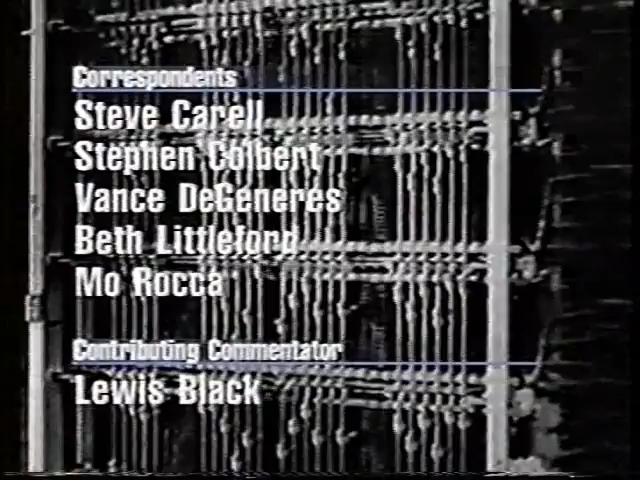 Correspondents
Steve Carell
Stephen Colbert
Vance DeGeneres
Beth Littleford
Mo Rocca
Contributing Commentator
Lewis Black